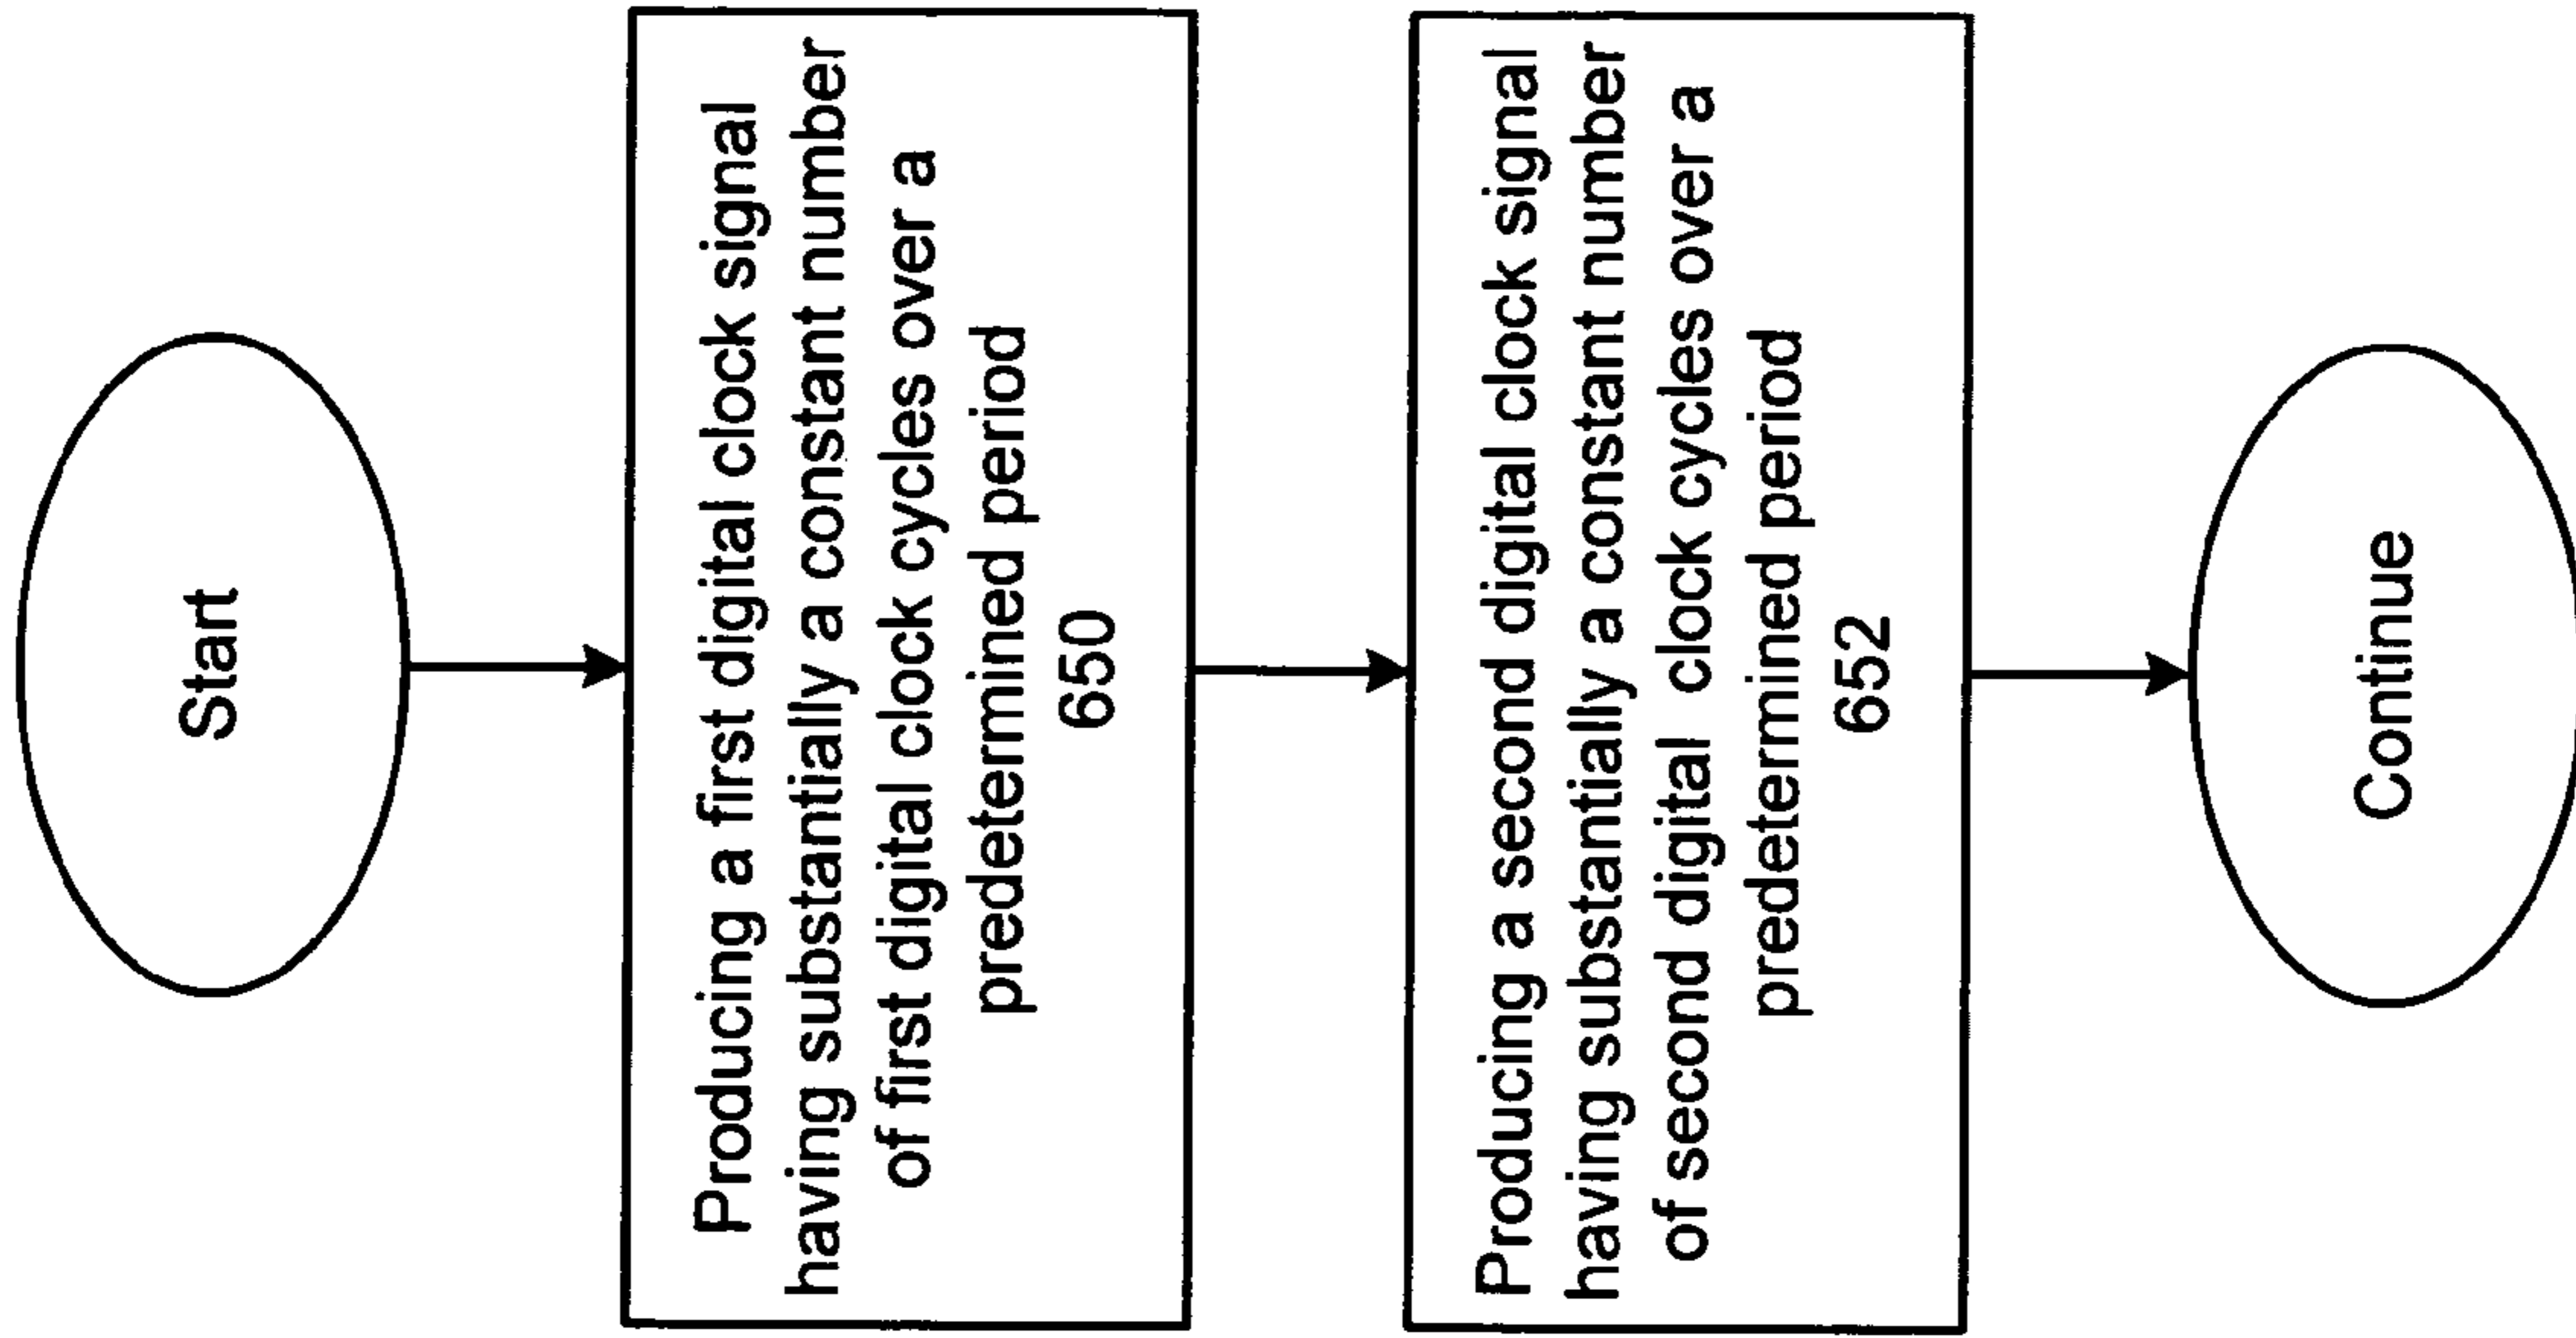 Start
Producing a first digital clock signal
having substantially a constant number
of first digital clock cycles over a
predetermined period
650
Producing a second digital clock signal
having substantially a constant number
of second digital clock cycles over a
predetermined period
652
Continue